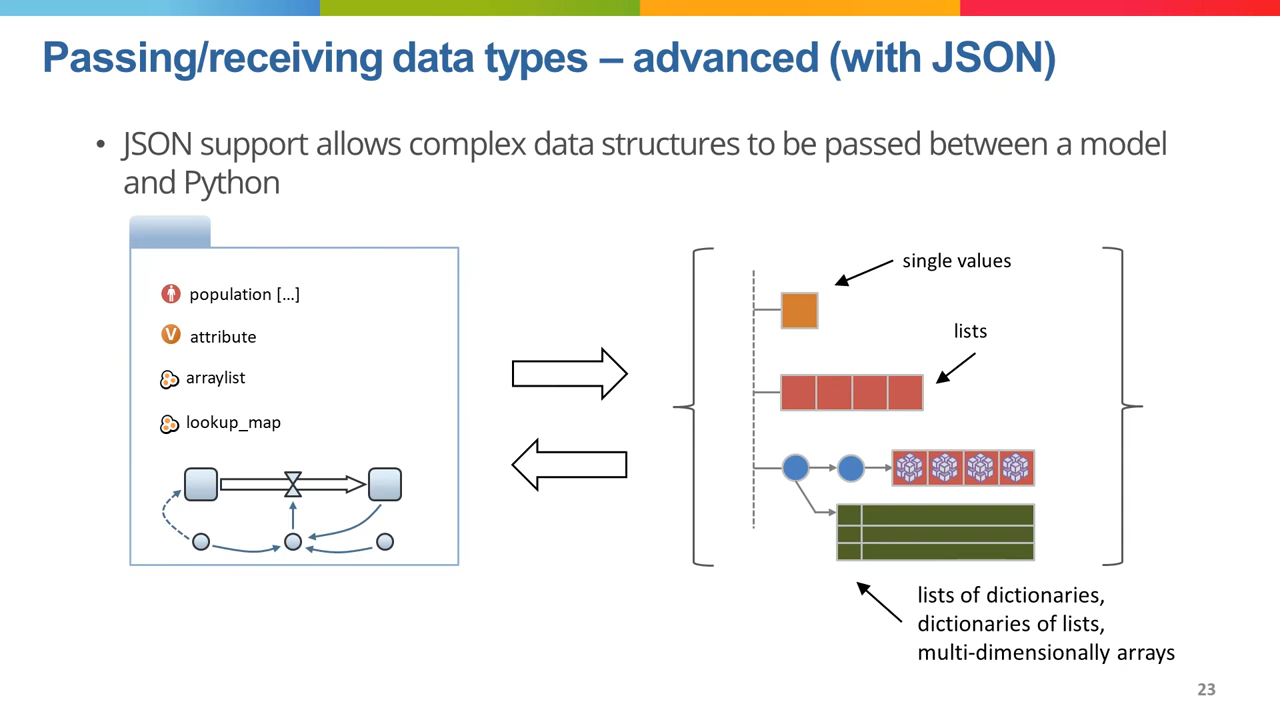 Passing/receiving data types – advanced (with JSON)
• JSON support allows complex data structures to be passed between a model
and Python
population [...]
V
attribute
arraylist
lookup_map
single values
lists
lists of dictionaries,
dictionaries of lists,
multi-dimensionally arrays
23